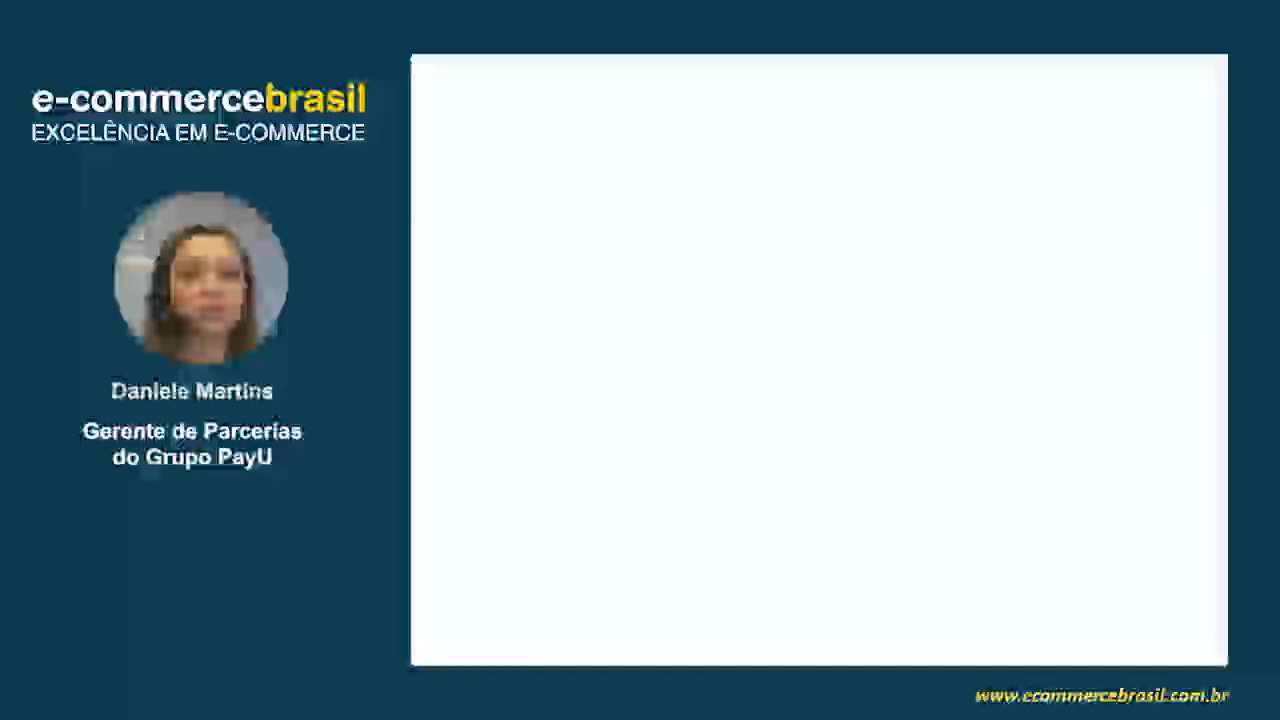 e-commercebrasil
EXCELÊNCIA EM E-COMMERCE
Daniele Martins
Gerente de Parcerias
do Grupo PayU
www.ecommercebrasil.com.br